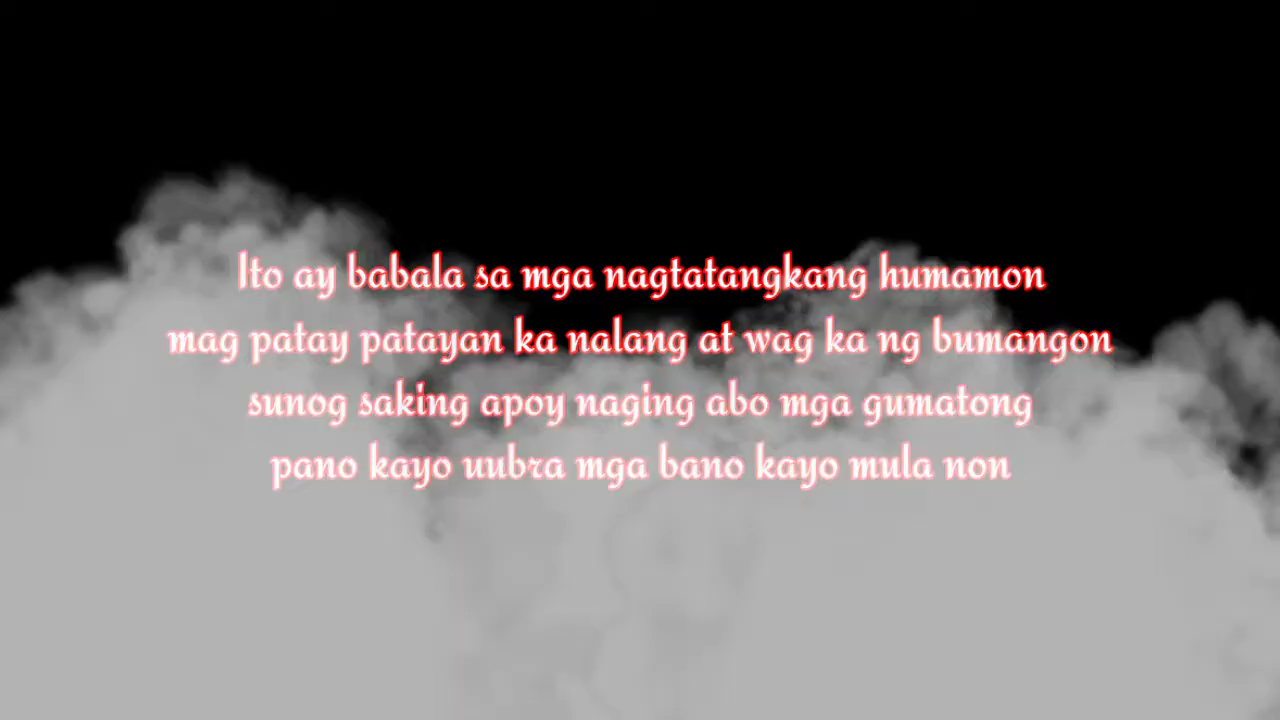 Ito ay babala sa mga nagtatangkang humamon
mag patay patayan ka nalang at wag ka ng bumangon
sunog saking apoy naging abo mga gumatong
pano kayo uubra mga bano kayo mula non